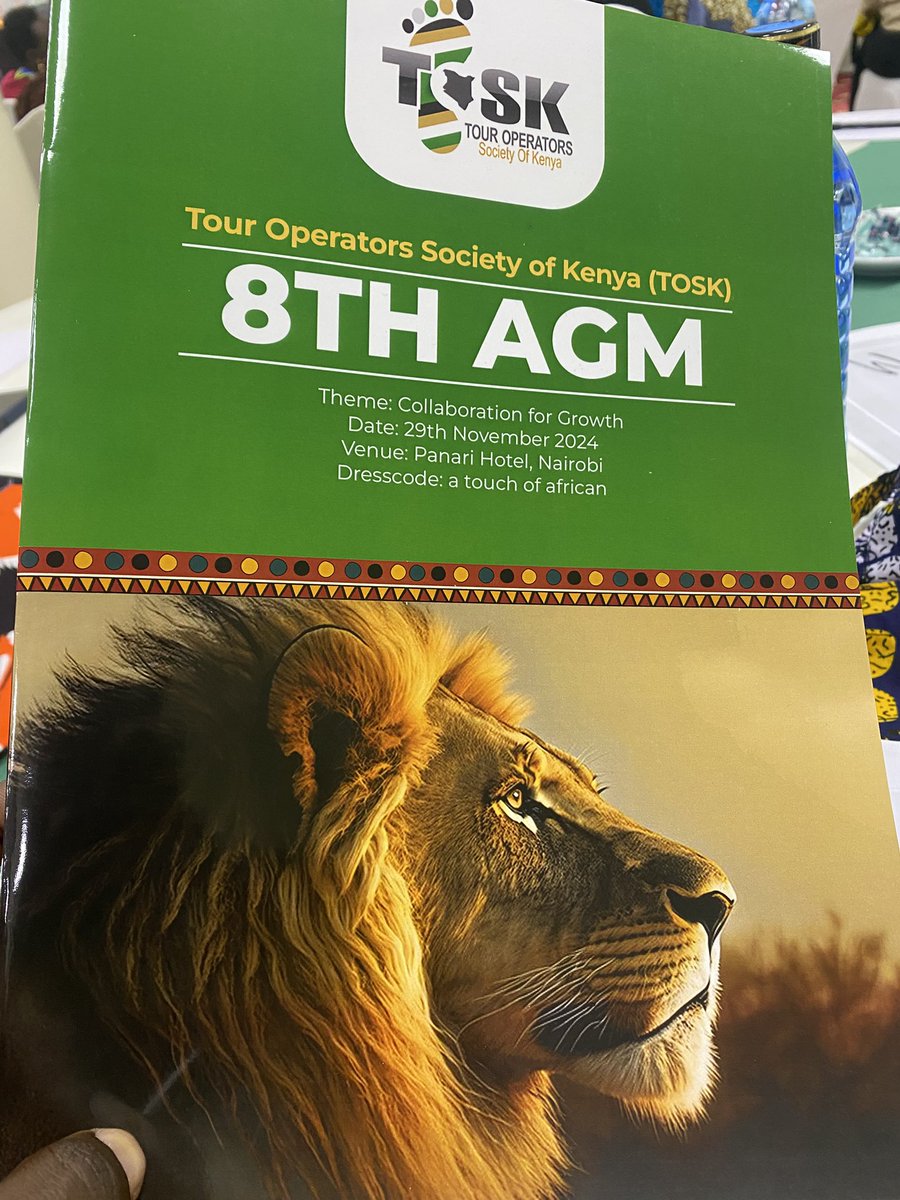 TOSK
TOUR OPERATORS
Society Of Kenya
Tour Operators Society of Kenya (TOSK)
8TH AGM
Theme: Collaboration for Growth
Date: 29th November 2024
Venue: Panari Hotel, Nairobi
Dresscode: a touch of african